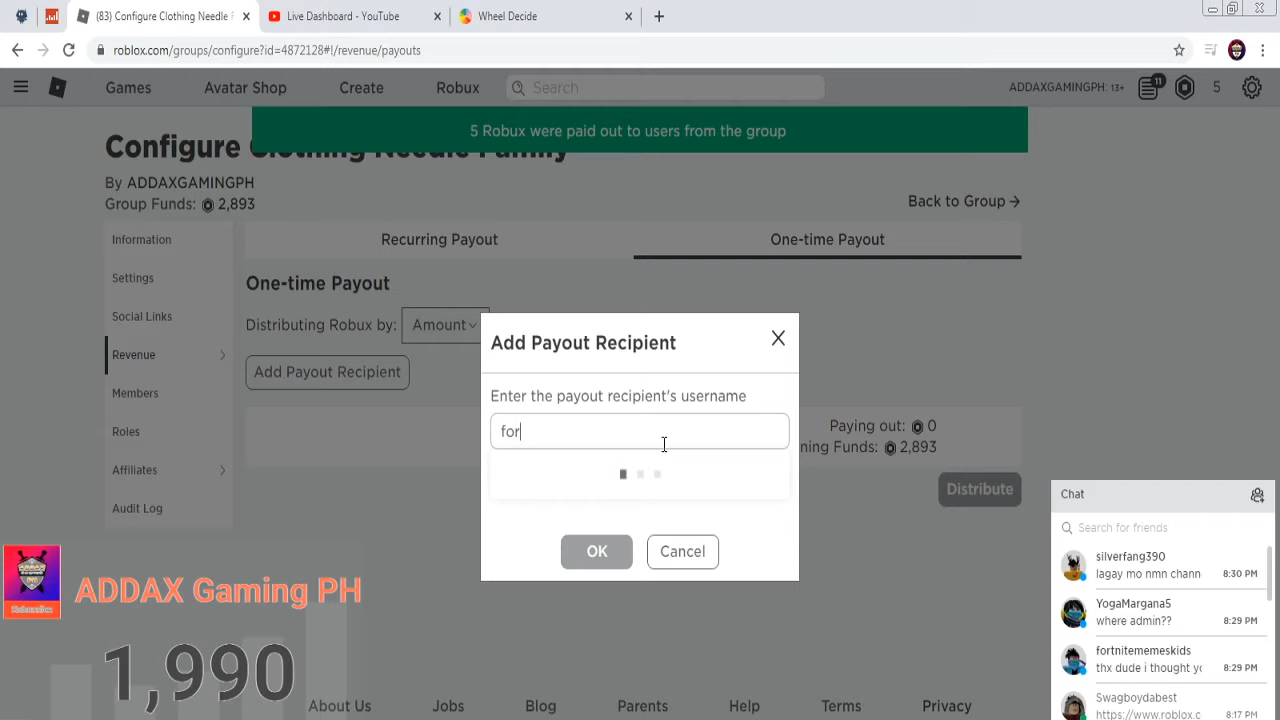 (83) Configure Clothing Needle F
Live Dashboard - YouTube
Wheel Decide
roblox.com/groups/configure?id=4872128#!/revenue/payouts
Games
Avatar Shop
Create
Robux
Search
ADDAXGAMINGPH: 13+
11
5
5 Robux were paid out to users from the group
Configure Clothing Needle Family
By ADDAXGAMINGPH
Group Funds: 2,893
Back to Group →
Information
Settings
Social Links
Revenue
Members
Roles
Affiliates
Audit Log
Recurring Payout
One-time Payout
One-time Payout
Distributing Robux by: Amount
Add Payout Recipient
Paying out: 0
ning Funds: 2,893
Distribute
Add Payout Recipient
X
Enter the payout recipient's username
for
OK
Cancel
Chat
Search for friends
silverfang390
lagay mo nmn chann 8:30 PM
YogaMargana5
where admin?? 8:29 PM
fortnitememeskids
thx dude i thought yo 8:29 PM
Swagboydabest
https://www.roblox.c 8:17 PM
ADDAX Gaming PH
1,990
About Us
Jobs
Blog
Parents
Help
Terms
Privacy